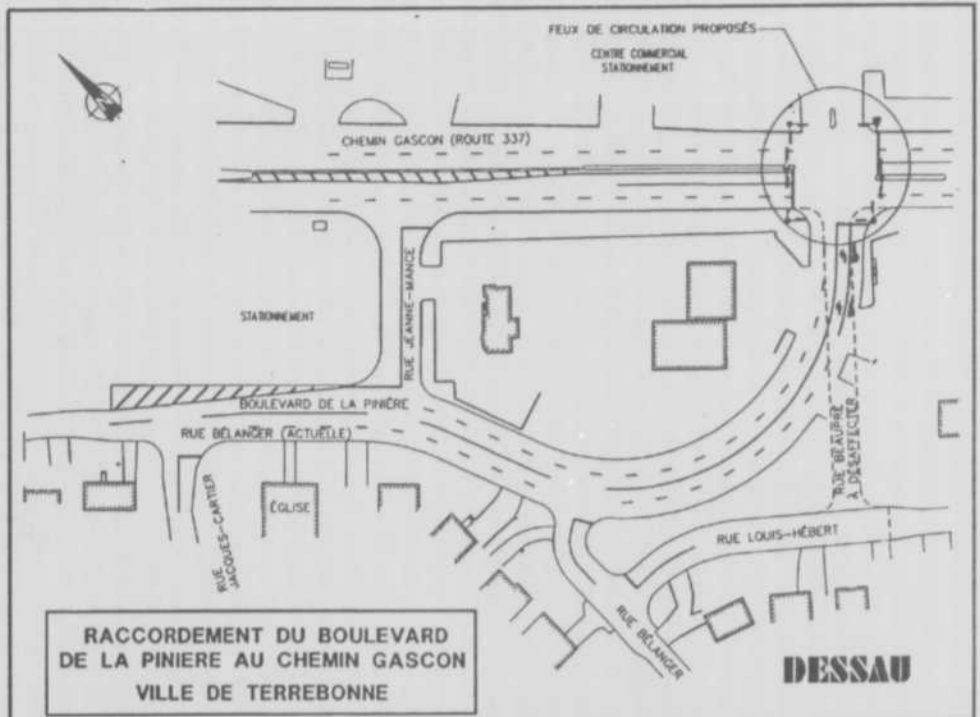 FEUX DE CIRCULATION PROPOSÉS
CENTRE COMMERCIAL
STATIONNEMENT
CHEMIN GASCON (ROUTE 337)
RUE JEANNE-MANCE
STATIONNEMENT
BOULEVARD DE LA PINIÈRE
RUE BÉLANGER (ACTUELLE)
RUE BEAUPRÉ
À DÉSAFFECTER
ÉGLISE
RUE
JACQUES-CARTIER
RUE LOUIS-HÉBERT
RUE BÉLANGER
RACCORDEMENT DU BOULEVARD
DE LA PINIERE AU CHEMIN GASCON
VILLE DE TERREBONNE
DESSAU